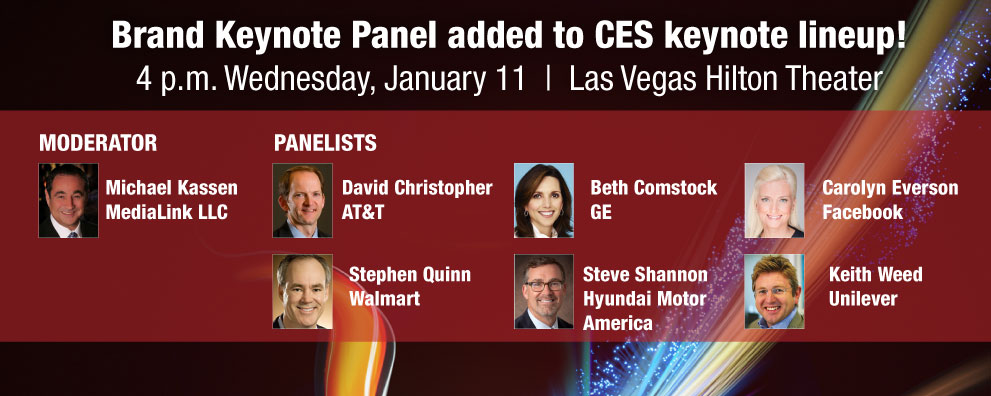 Brand Keynote Panel added to CES keynote lineup!
4 p.m. Wednesday, January 11 | Las Vegas Hilton Theater
MODERATOR
Michael Kassen
MediaLink LLC
PANELISTS
David Christopher
AT&T
Beth Comstock
GE
Carolyn Everson
Facebook
Stephen Quinn
Walmart
Steve Shannon
Hyundai Motor
America
Keith Weed
Unilever